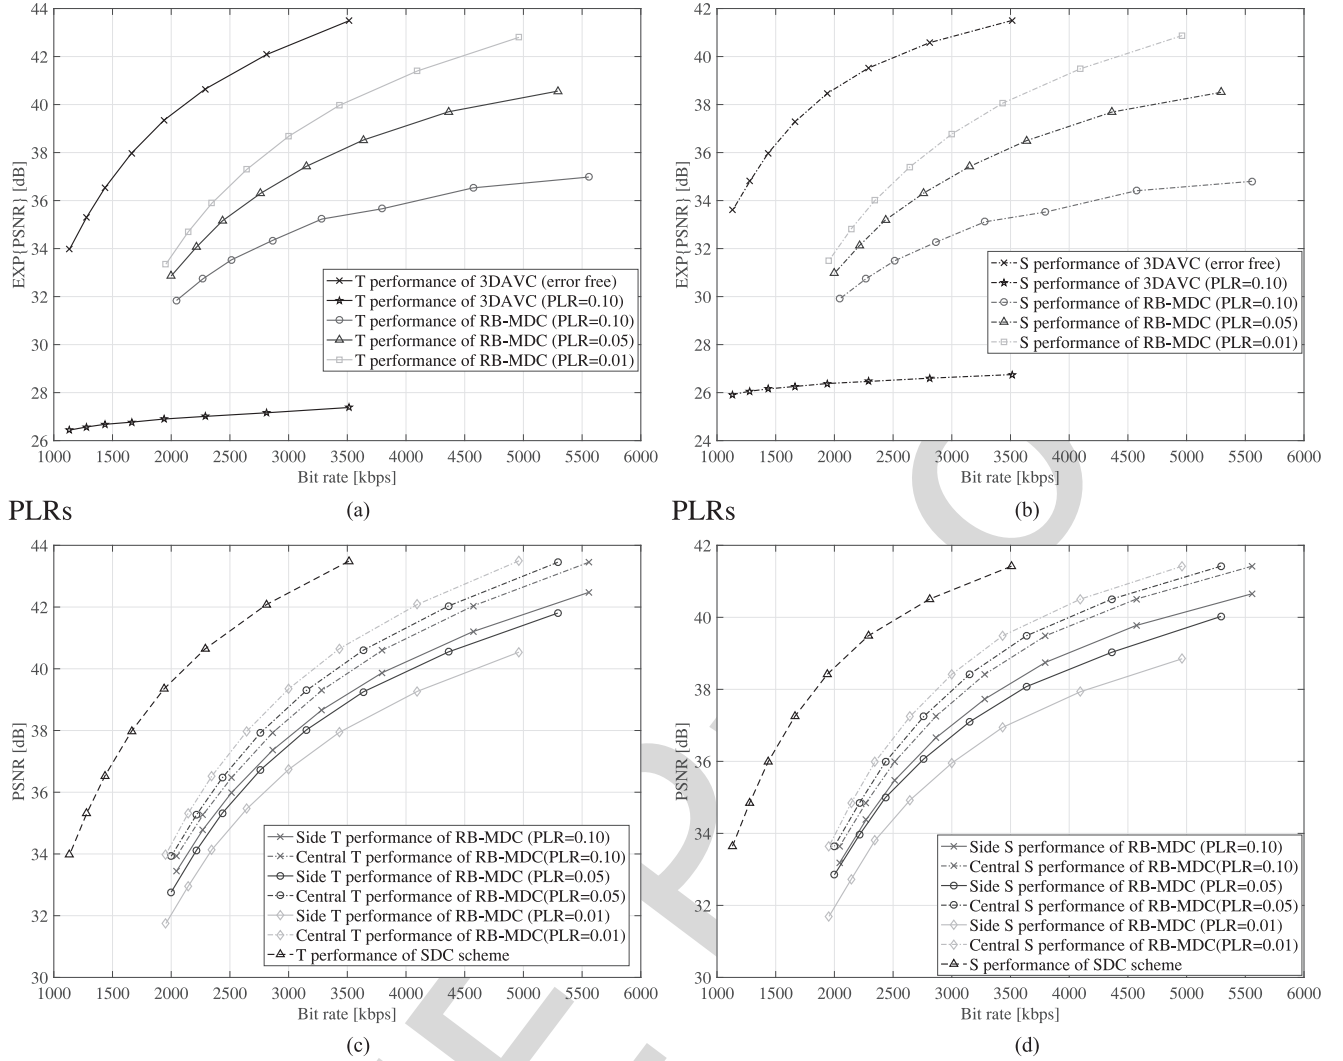 44
42
40
38
36
34
32
30
28
26
EXP{PSNR} [dB]
T performance of 3DAVC (error free)
T performance of 3DAVC (PLR=0.10)
T performance of RB-MDC (PLR=0.10)
T performance of RB-MDC (PLR=0.05)
T performance of RB-MDC (PLR=0.01)
1000 1500 2000 2500 3000 3500 4000 4500 5000 5500 6000
Bit rate [kbps]
(a)
42
40
38
36
34
32
30
28
26
24
EXP{PSNR} [dB]
S performance of 3DAVC (error free)
S performance of 3DAVC (PLR=0.10)
S performance of RB-MDC (PLR=0.10)
S performance of RB-MDC (PLR=0.05)
S performance of RB-MDC (PLR=0.01)
1000 1500 2000 2500 3000 3500 4000 4500 5000 5500 6000
Bit rate [kbps]
(b)
PLRs
PLRs
44
42
40
38
36
34
32
30
PSNR [dB]
Side T performance of RB-MDC (PLR=0.10)
Central T performance of RB-MDC(PLR=0.10)
Side T performance of RB-MDC (PLR=0.05)
Central T performance of RB-MDC(PLR=0.05)
Side T performance of RB-MDC (PLR=0.01)
Central T performance of RB-MDC(PLR=0.01)
T performance of SDC scheme
1000 1500 2000 2500 3000 3500 4000 4500 5000 5500 6000
Bit rate [kbps]
(c)
42
40
38
36
34
32
30
PSNR [dB]
Side S performance of RB-MDC (PLR=0.10)
Central S performance of RB-MDC(PLR=0.10)
Side S performance of RB-MDC (PLR=0.05)
Central S performance of RB-MDC(PLR=0.05)
Side S performance of RB-MDC (PLR=0.01)
Central S performance of RB-MDC(PLR=0.01)
S performance of SDC scheme
1000 1500 2000 2500 3000 3500 4000 4500 5000 5500 6000
Bit rate [kbps]
(d)